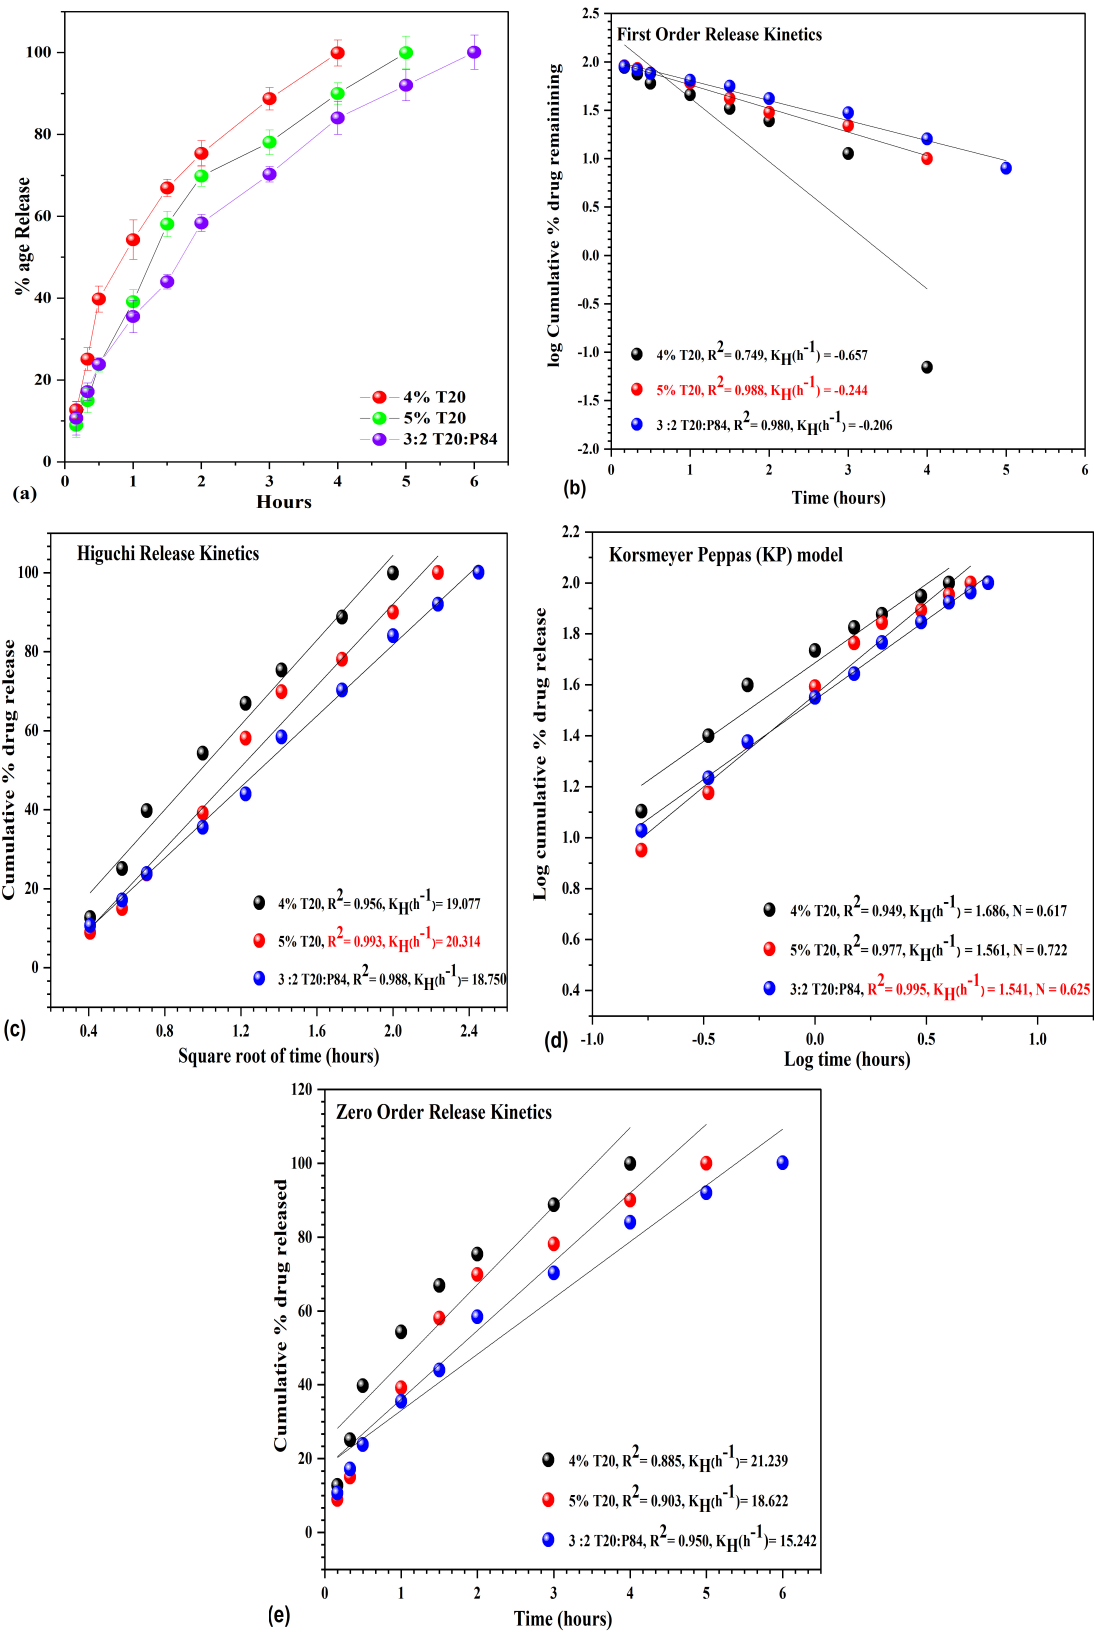 % age Release
100
80
60
40
20
0
4% T20
5% T20
3:2 T20:P84
0 1 2 3 4 5 6
Hours
(a)
First Order Release Kinetics
log Cumulative % drug remainining
2.5
2.0
1.5
1.0
0.5
0.0
-0.5
-1.0
-1.5
-2.0
4% T20, R2= 0.749, KH(h-1) = -0.657
5% T20, R2= 0.988, KH(h-1) = -0.244
3 :2 T20:P84, R2= 0.980, KH(h-1) = -0.206
0 1 2 3 4 5 6
Time (hours)
(b)
Higuchi Release Kinetics
Cumulative % drug release
100
80
60
40
20
0
4% T20, R2= 0.956, KH(h-1)= 19.077
5% T20, R2= 0.993, KH(h-1)= 20.314
3 :2 T20:P84, R2= 0.988, KH(h-1)= 18.750
0.4 0.8 1.2 1.6 2.0 2.4
Square root of time (hours)
(c)
Korsmeyer Peppas (KP) model
Log cumulative % drug release
2.2
2.0
1.8
1.6
1.4
1.2
1.0
0.8
0.6
0.4
4% T20, R2= 0.949, KH(h-1) = 1.686, N = 0.617
5% T20, R2= 0.977, KH(h-1) = 1.561, N = 0.722
3:2 T20:P84, R2= 0.995, KH(h-1) = 1.541, N = 0.625
-1.0 -0.5 0.0 0.5 1.0
Log time (hours)
(d)
Zero Order Release Kinetics
Cumulative % drug released
120
100
80
60
40
20
0
4% T20, R2= 0.885, KH(h-1)= 21.239
5% T20, R2= 0.903, KH(h-1)= 18.622
3 :2 T20:P84, R2= 0.950, KH(h-1)= 15.242
0 1 2 3 4 5 6
Time (hours)
(e)